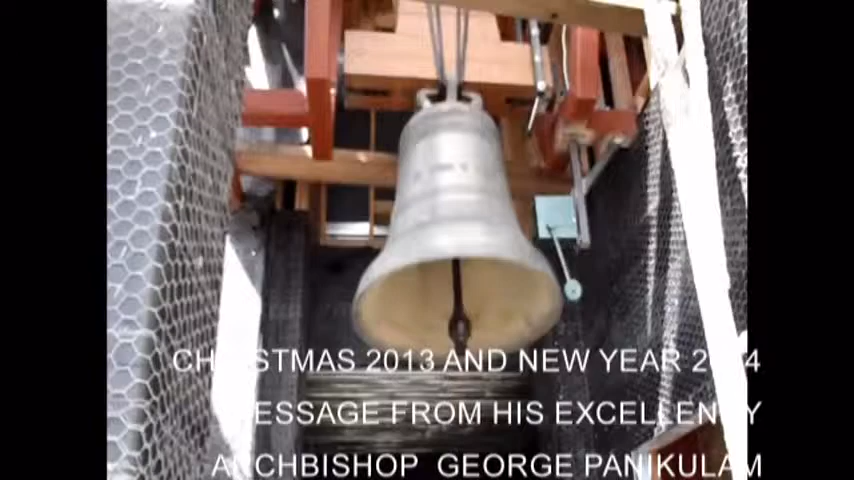 CHRISTMAS 2013 AND NEW YEAR 2014
MESSAGE FROM HIS EXCELLENCY
ARCHBISHOP GEORGE PANIKULAM